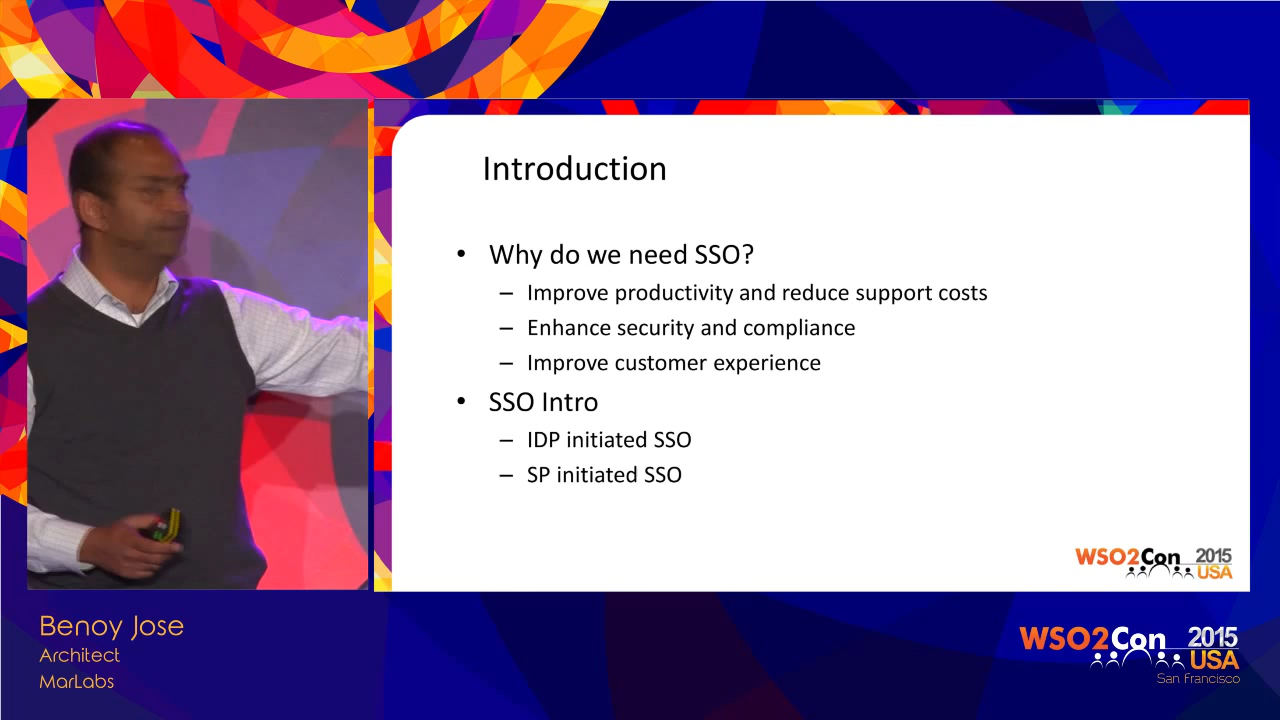 Introduction
• Why do we need SSO?
– Improve productivity and reduce support costs
– Enhance security and compliance
– Improve customer experience
• SSO Intro
– IDP initiated SSO
– SP initiated SSO
WSO2Con 2015
USA
Benoy Jose
Architect
MarLabs
WSO2Con 2015
USA
San Francisco